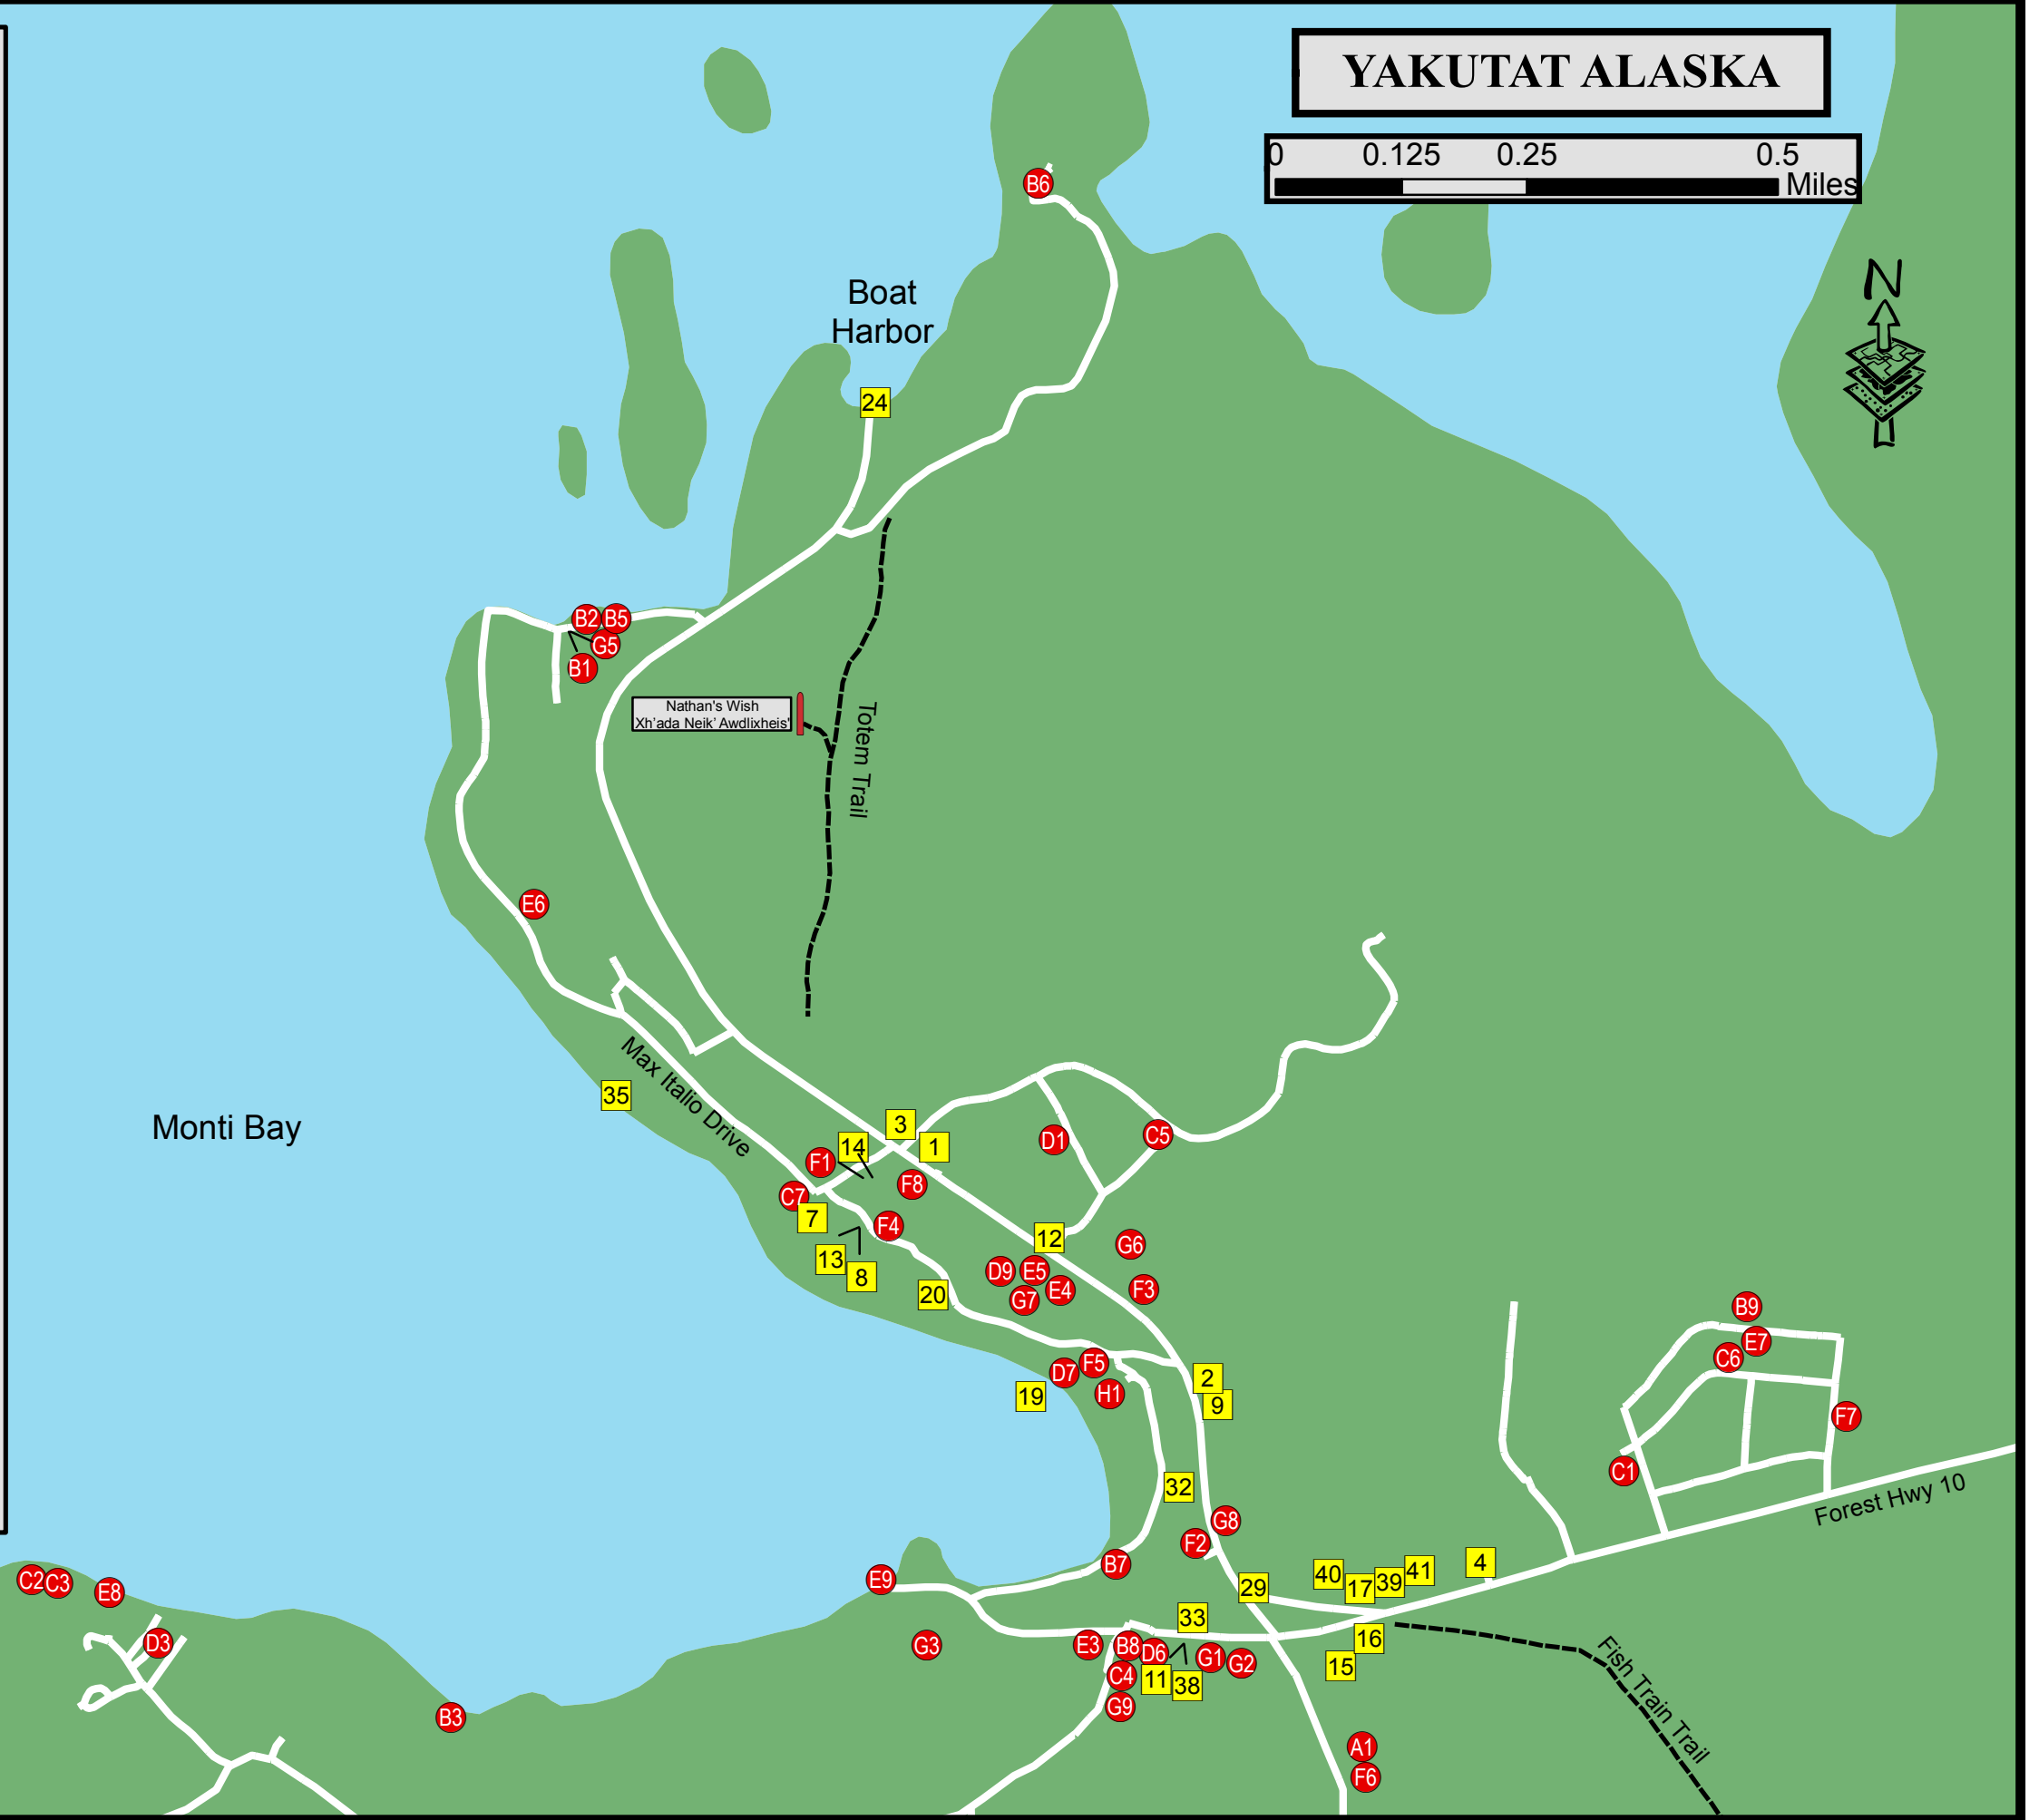 YAKUTAT ALASKA
0 0.125 0.25 0.5
Miles
N
B6
Boat
Harbor
24
B2 B5
G5
B1
Nathan's Wish
Xh'ada Neik' Awdlixheis'
Totem Trail
E6
Max Italio Drive
35
Monti Bay
3
14 1
D1 C5
F1
F8
C7
7
F4
12
G6
13
8
D9 E5
E4
F3
20
G7
B9
E7
C6
F5
D7
2
H1
19
9
F7
C1
32
Forest Hwy 10
G8
F2
B7
4
41
40
39
17
29
C2 C3
E8
E9
33
16
D3
G3
E3 B8
D6
G1
G2
15
C4
11
38
G9
B3
Fish Train Trail
A1
F6